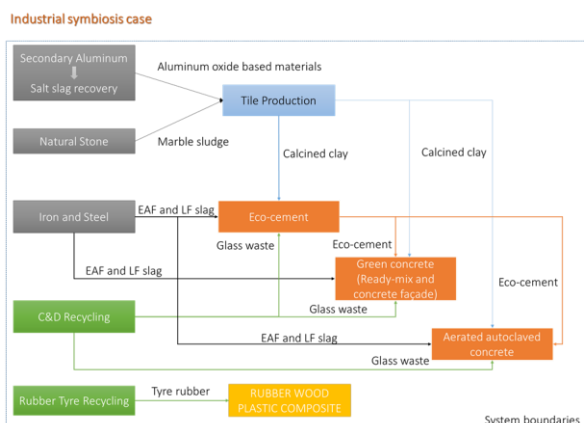 Industrial symbiosis case
Secondary Aluminum
Salt slag recovery
Aluminum oxide based materials
Tile Production
Natural Stone
Marble sludge
Calcined clay
Calcined clay
Iron and Steel
EAF and LF slag
Eco-cement
Glass waste
Eco-cement
EAF and LF slag
Green concrete
(Ready-mix and
concrete façade)
Eco-cement
C&D Recycling
Glass waste
EAF and LF slag
Aerated autoclaved
concrete
Glass waste
Rubber Tyre Recycling
Tyre rubber
RUBBER WOOD
PLASTIC COMPOSITE
System boundaries